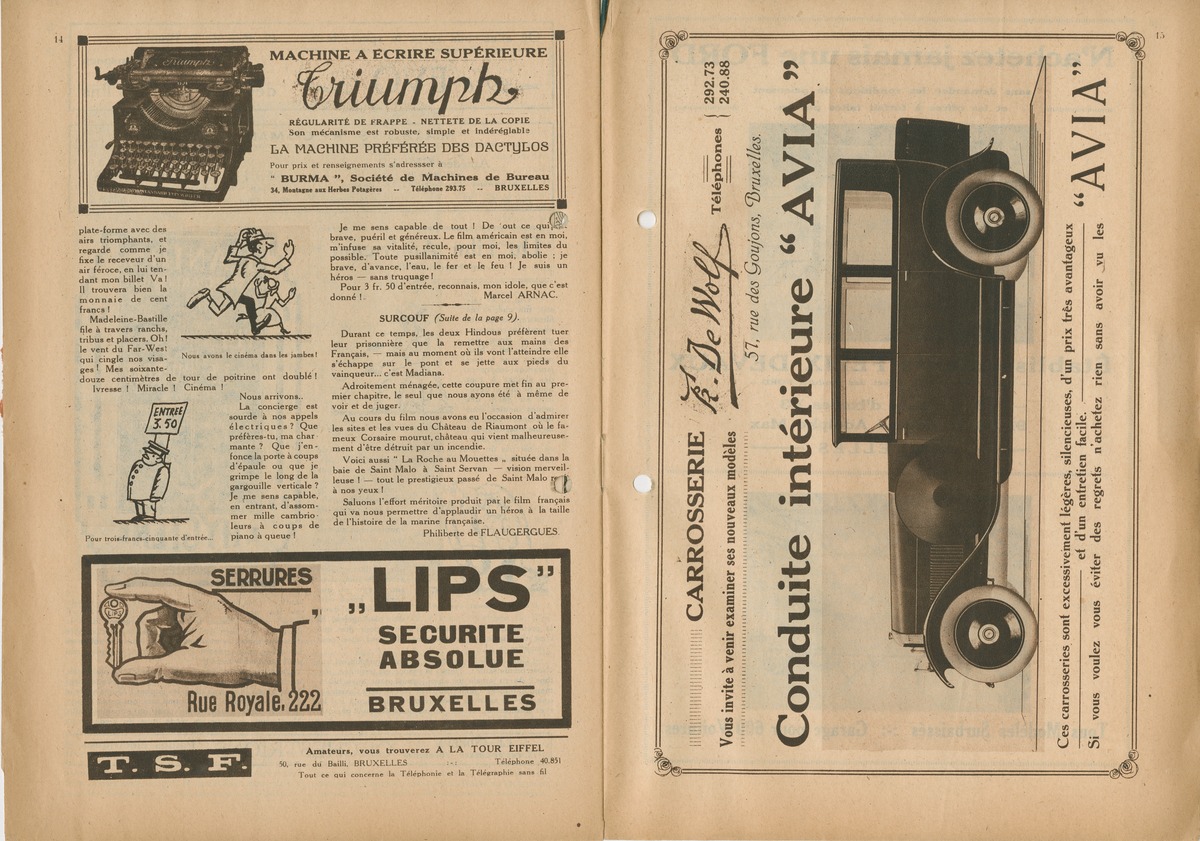 14
Triumph
MACHINE A ECRIRE SUPÉRIEURE
Triumph
RÉGULARITÉ DE FRAPPE - NETTETE DE LA COPIE
Son mécanisme est robuste, simple et indéréglable
LA MACHINE PRÉFÉRÉE DES DACTYLOS
Pour prix et renseignements s'adressser à
" BURMA ", Société de Machines de Bureau
34, Montagne aux Herbes Potagères -- Téléphone 293.75 -- BRUXELLES
plate-forme avec des
airs triomphants, et
regarde comme je
fixe le receveur d'un
air féroce, en lui ten-
dant mon billet Va!
Il trouvera bien la
monnaie de cent
francs !
Madeleine-Bastille
file à travers ranchs,
tribus et placers. Oh!
le vent du Far-West
qui cingle nos visa-
ges ! Mes soixante-
douze centimètres de tour de poitrine ont doublé !
Ivresse ! Miracle ! Cinéma !
Nous avons le cinéma dans les jambes !
Nous arrivons..
La concierge est
sourde à nos appels
électriques ? Que
préfères-tu, ma char-
mante ? Que j'en-
fonce la porte à coups
d'épaule ou que je
grimpe le long de la
gargouille verticale ?
Je me sens capable,
en entrant, d'assom-
mer mille cambrio-
leurs à coups de
piano à queue !
ENTRÉE
3.50
Pour trois-francs-cinquante d'entrée...
Je me sens capable de tout ! De tout ce qui
brave, puéril et généreux. Le film américain est en moi,
m'infuse sa vitalité, recule, pour moi, les limites du
possible. Toute pusillanimité est en moi, abolie ; je
brave, d'avance, l'eau, le fer et le feu ! Je suis un
héros — sans truquage !
Pour 3 fr. 50 d'entrée, reconnais, mon idole, que c'est
donné ! Marcel ARNAC.
SURCOUF (Suite de la page 9).
Durant ce temps, les deux Hindous préfèrent tuer
leur prisonnière que la remettre aux mains des
Français, — mais au moment où ils vont l'atteindre elle
s'échappe sur le pont et se jette aux pieds du
vainqueur... c'est Madiana.
Adroitement ménagée, cette coupure met fin au pre-
mier chapitre, le seul que nous ayons été à même de
voir et de juger.
Au cours du film nous avons eu l'occasion d'admirer
les sites et les vues du Château de Riaumont où le fa-
meux Corsaire mourut, château qui vient malheureuse-
ment d'être détruit par un incendie.
Voici aussi " La Roche au Mouettes „ située dans la
baie de Saint Malo à Saint Servan — vision merveil-
leuse ! — tout le prestigieux passé de Saint Malo
à nos yeux !
Saluons l'effort méritoire produit par le film français
qui va nous permettre d'applaudir un héros à la taille
de l'histoire de la marine française.
Philiberte de FLAUGERGUES.
SERRURES
Rue Royale, 222
„LIPS"
SECURITE
ABSOLUE
BRUXELLES
T. S. F.
Amateurs, vous trouverez A LA TOUR EIFFEL
50, rue du Bailli, BRUXELLES -:- Téléphone 40.851
Tout ce qui concerne la Téléphonie et la Télégraphie sans fil
15
CARROSSERIE K. De Wolf Téléphones { 292.73
240.88
Vous invite à venir examiner ses nouveaux modèles 57, rue des Goujons, Bruxelles.
Conduite intérieure “ AVIA ”
Ces carrosseries sont excessivement légères, silencieuses, d'un prix très avantageux
et d'un entretien facile.
Si vous voulez vous éviter des regrets n'achetez rien sans avoir vu les “AVIA”